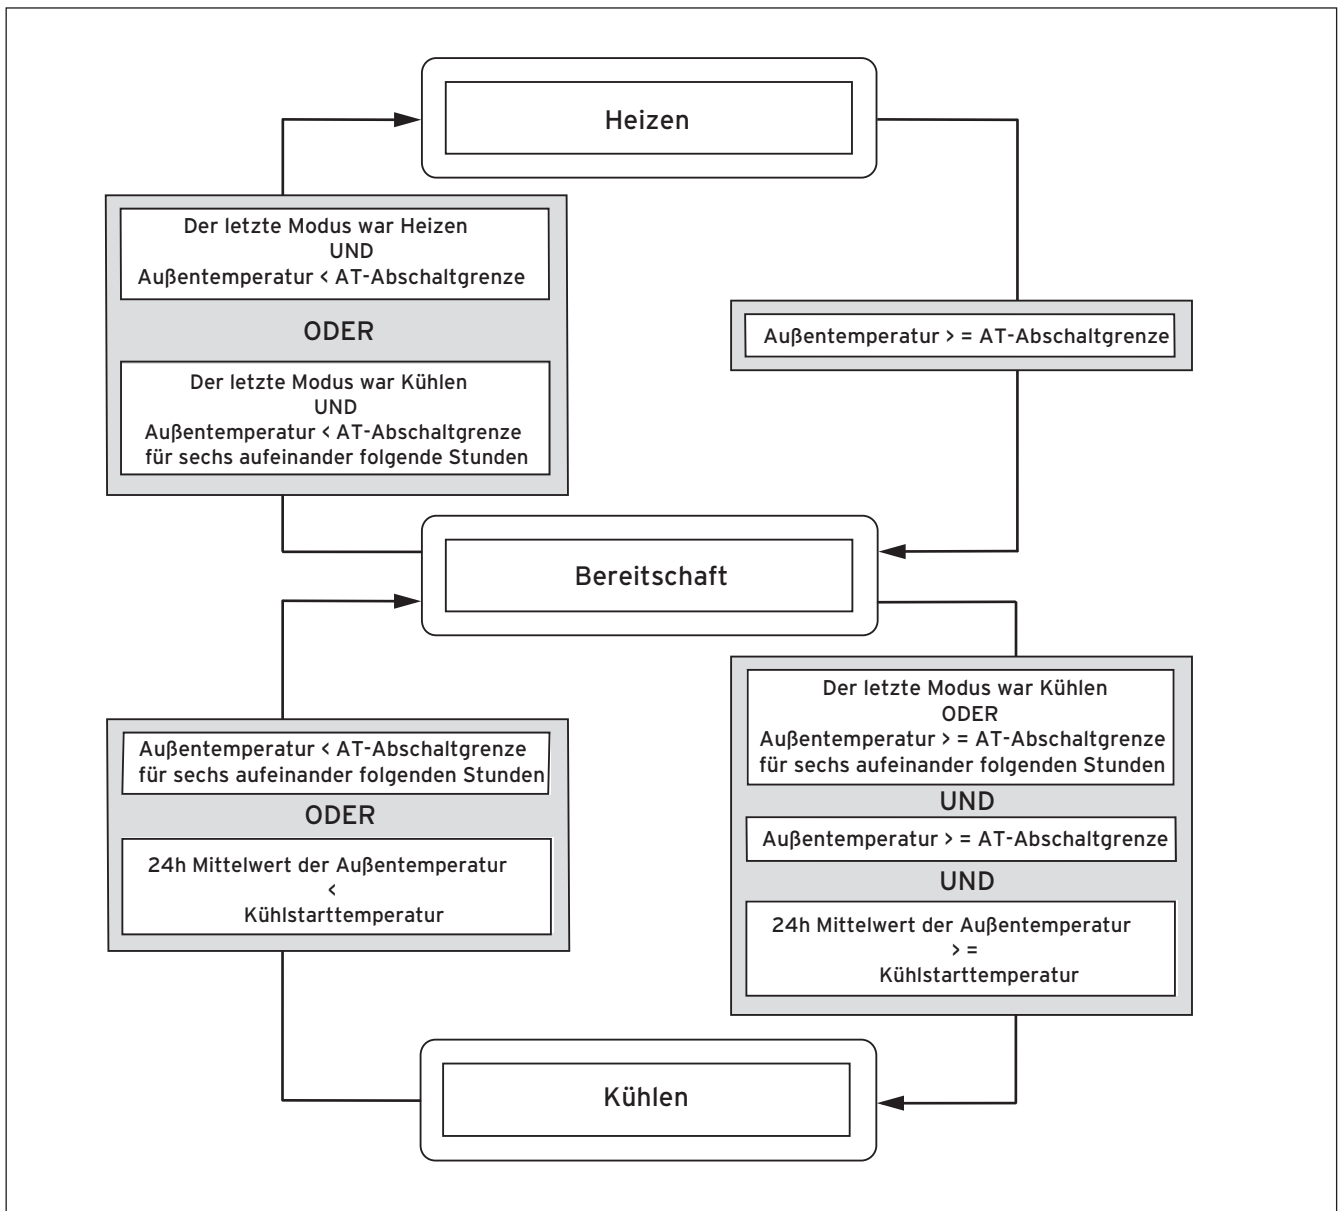 Heizen
Der letzte Modus war Heizen
UND
Außentemperatur < AT-Abschaltgrenze
ODER
Der letzte Modus war Kühlen
UND
Außentemperatur < AT-Abschaltgrenze
für sechs aufeinander folgende Stunden
Außentemperatur > = AT-Abschaltgrenze
Bereitschaft
Außentemperatur < AT-Abschaltgrenze
für sechs aufeinander folgenden Stunden
ODER
24h Mittelwert der Außentemperatur
<
Kühlstarttemperatur
Der letzte Modus war Kühlen
ODER
Außentemperatur > = AT-Abschaltgrenze
für sechs aufeinander folgenden Stunden
UND
Außentemperatur > = AT-Abschaltgrenze
UND
24h Mittelwert der Außentemperatur
> =
Kühlstarttemperatur
Kühlen